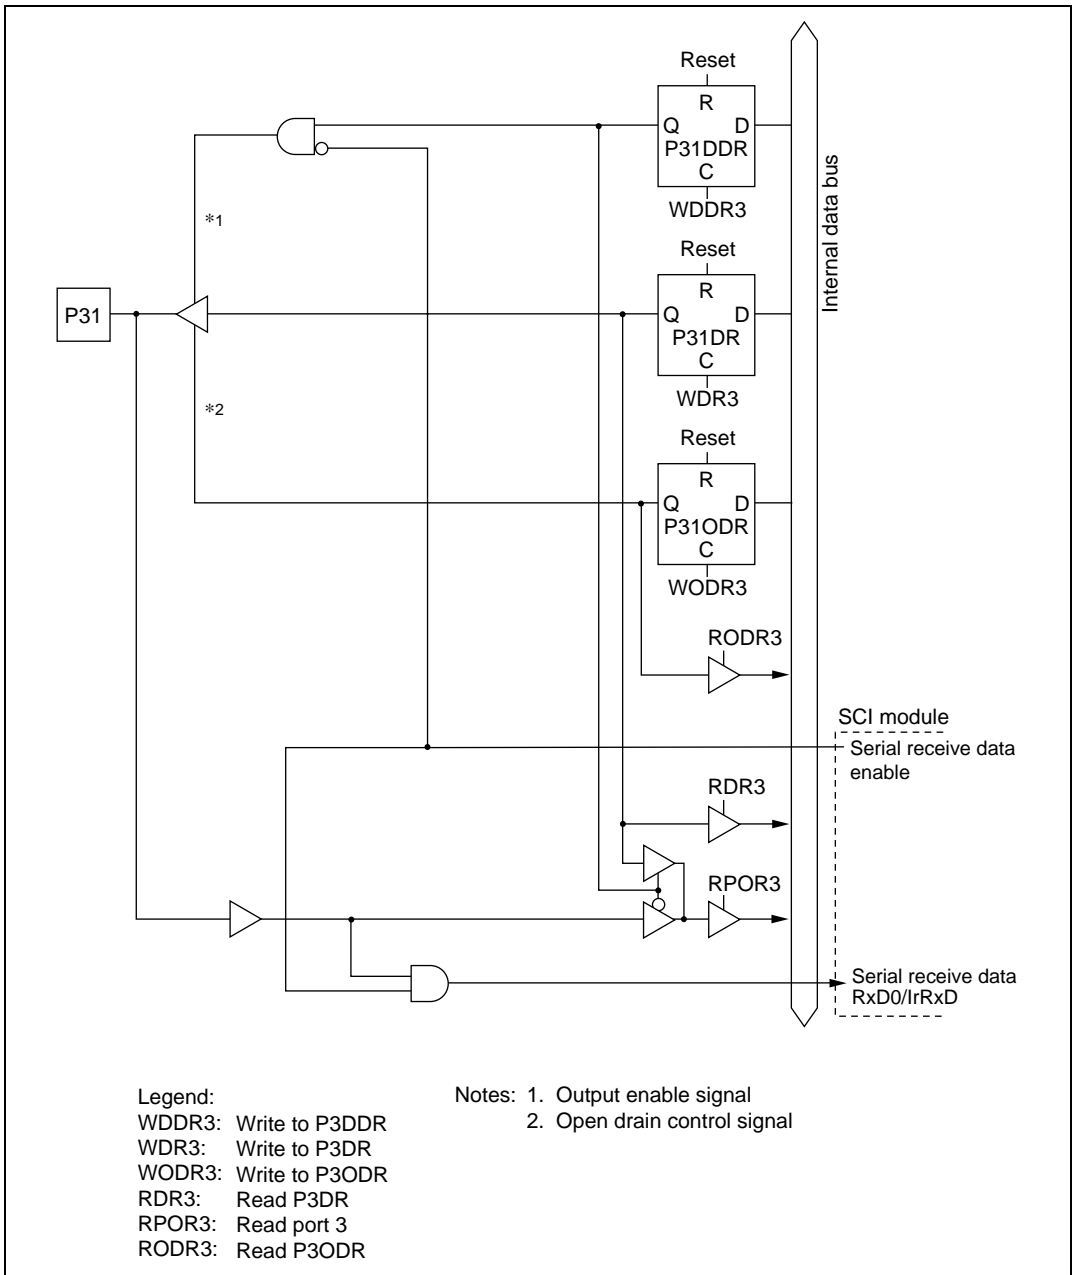 Reset
R
Q D
P31DDR
C
WDDR3
Internal data bus
*1
Reset
R
P31
Q D
P31DR
C
WDR3
*2
Reset
R
Q D
P31ODR
C
WODR3
RODR3
SCI module
Serial receive data
enable
RDR3
RPOR3
Serial receive data
RxD0/IrRxD
Legend:
WDDR3: Write to P3DDR
WDR3: Write to P3DR
WODR3: Write to P3ODR
RDR3: Read P3DR
RPOR3: Read port 3
RODR3: Read P3ODR
Notes: 1. Output enable signal
2. Open drain control signal